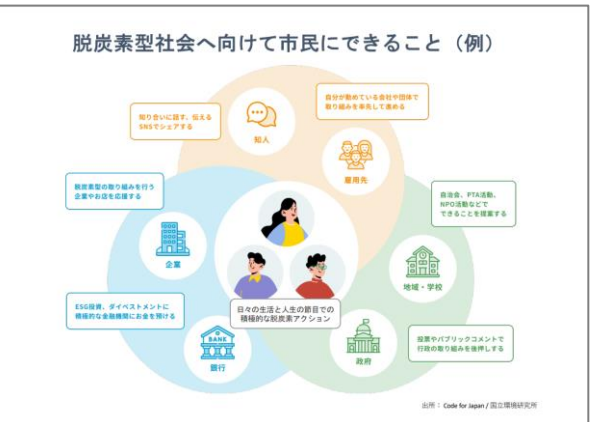 脱炭素型社会へ向けて市民にできること（例）
知り合いに話す、伝える
SNSでシェアする
知人
自分が勤めている会社や団体で
取り組みを率先して進める
雇用先
脱炭素型の取り組みを行う
企業やお店を応援する
企業
自治会、PTA活動、
NPO活動などで
できることを提案する
地域・学校
ESG投資、ダイベストメントに
積極的な金融機関にお金を預ける
BANK
銀行
日々の生活と人生の節目での
積極的な脱炭素アクション
投票やパブリックコメントで
行政の取り組みを後押しする
政府
出所： Code for Japan / 国立環境研究所